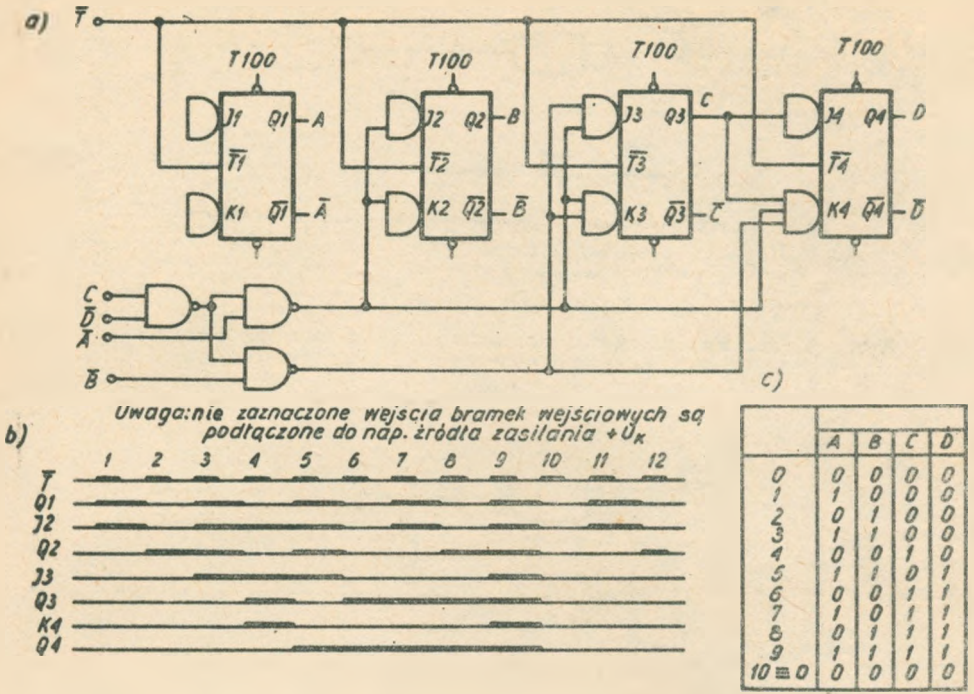 a) T̅
T100 T100 T100 T100
J1 Q1 A
T̅1̅
K1 Q̅1̅ A̅
J2 Q2 B
T̅2̅
K2 Q̅2̅ B̅
J3 Q3 C
T̅3̅
K3 Q̅3̅ C̅
J4 Q4 D
T̅4̅
K4 Q̅4̅ D̅
C
D̅
A̅
B̅
Uwaga: nie zaznaczone wejścia bramek wejściowych są
podłączone do nap. źródła zasilania +Uₖ
b)
1 2 3 4 5 6 7 8 9 10 11 12
T̅
Q1
J2
Q2
J3
Q3
K4
Q4
c)
A B C D
0 0 0 0 0
1 1 0 0 0
2 0 1 0 0
3 1 1 0 0
4 0 0 1 0
5 1 1 0 1
6 0 0 1 1
7 1 0 1 1
8 0 1 1 1
9 1 1 1 1
10≡0 0 0 0 0